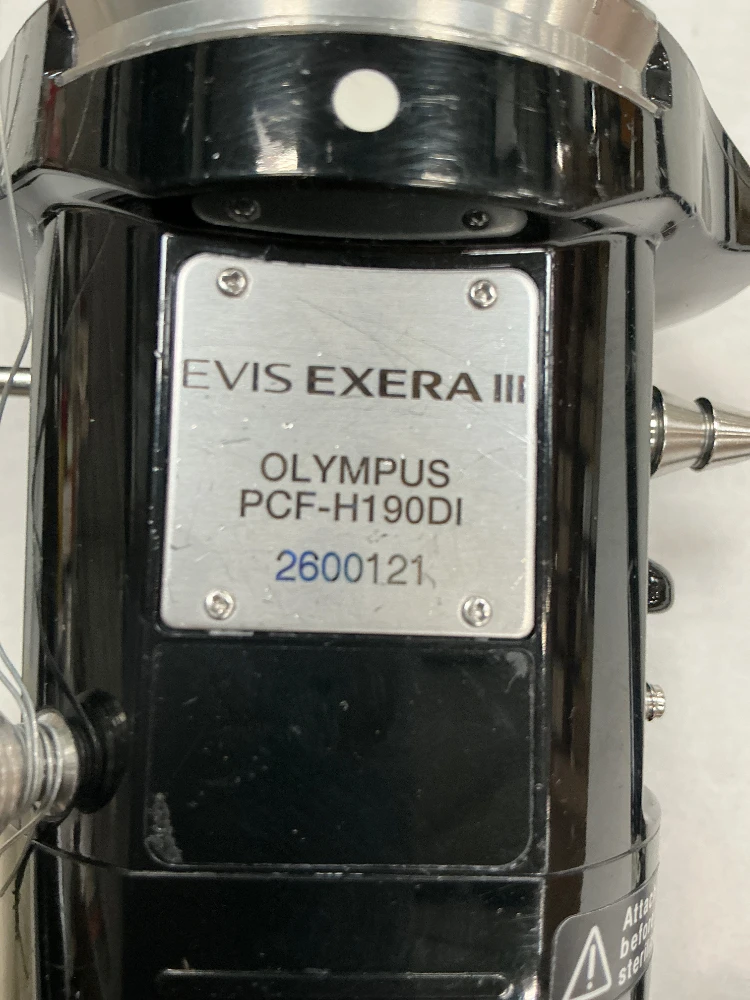 EVIS EXERA III
OLYMPUS
PCF-H190DI
2600121